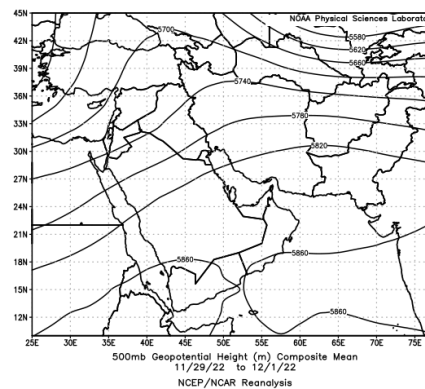 NOAA Physical Sciences Laborato
45N
42N
39N
36N
33N
30N
27N
24N
21N
18N
15N
12N
5700
5580
5620
5660
5740
5780
5820
5860
5860
5860
25E 30E 35E 40E 45E 50E 55E 60E 65E 70E 75E
500mb Geopotential Height (m) Composite Mean
11/29/22 to 12/1/22
NCEP/NCAR Reanalysis